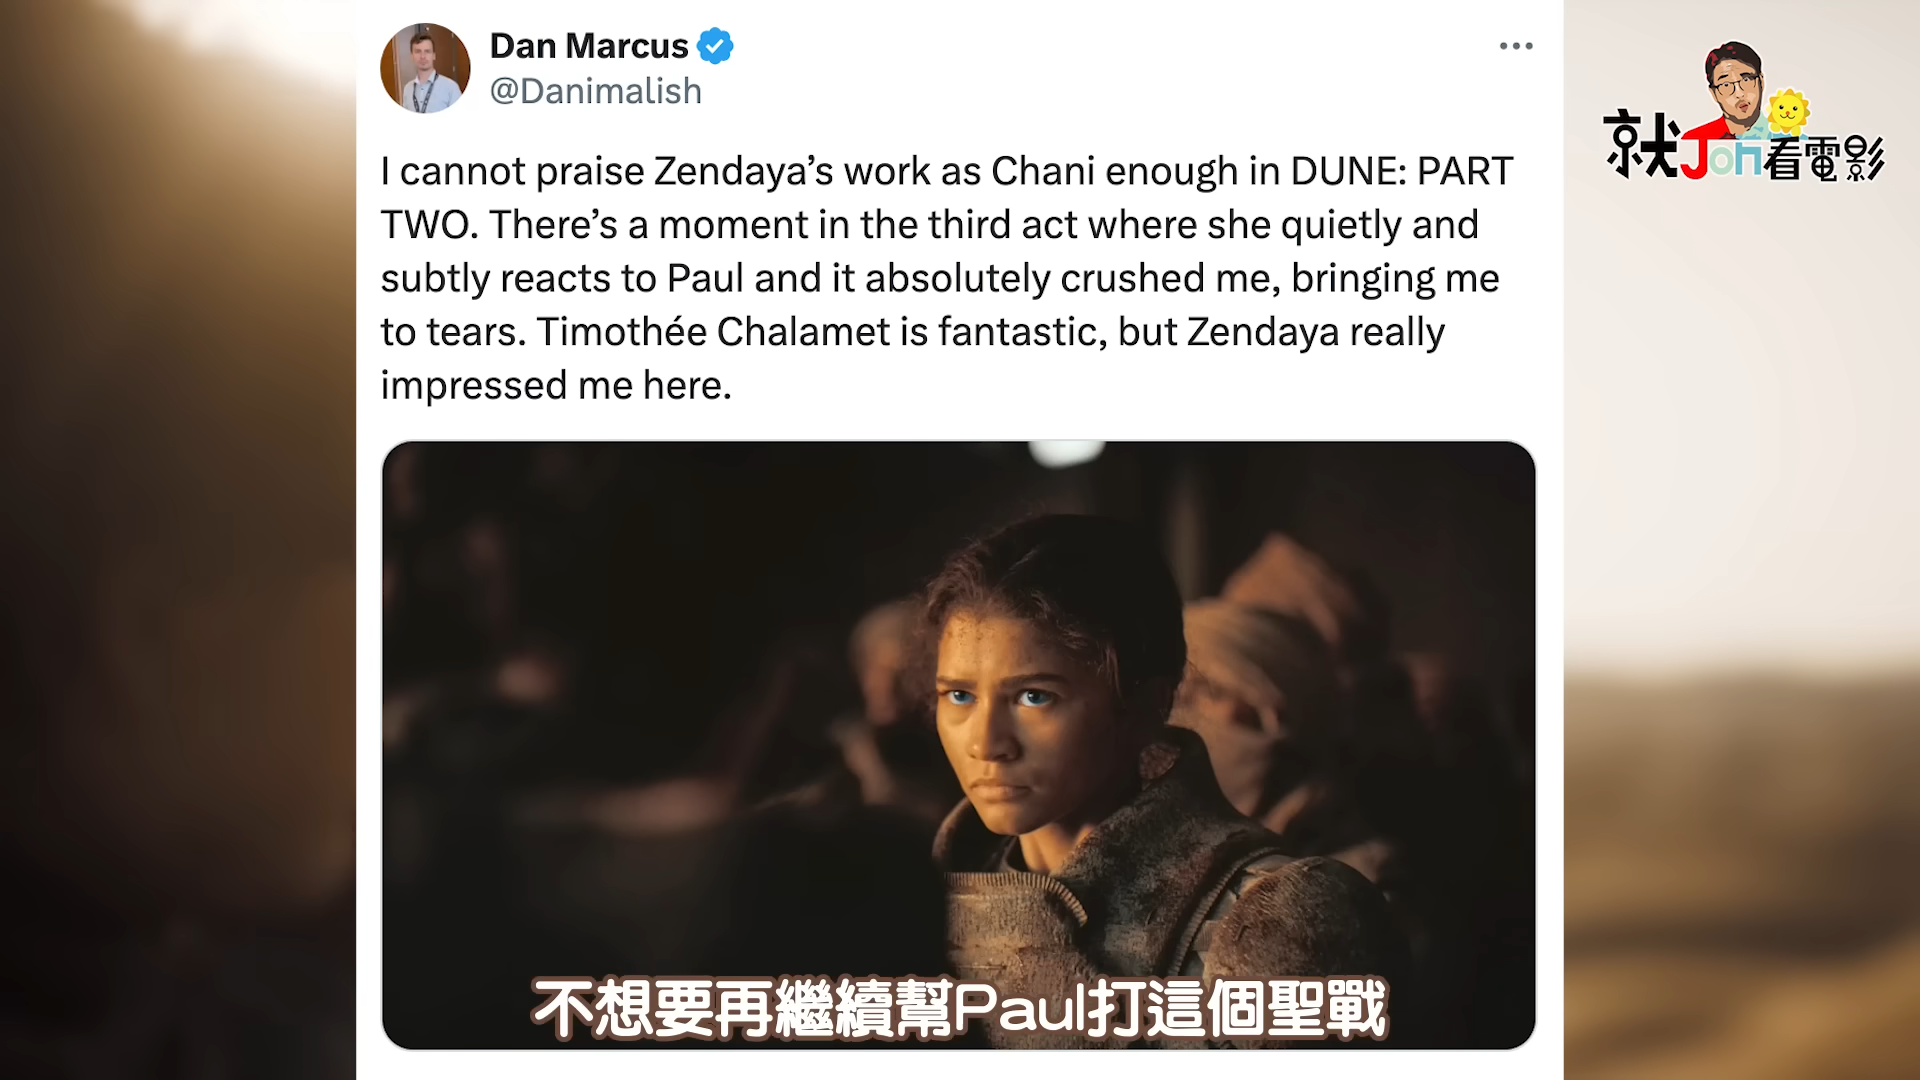 Dan Marcus
@Danimalish
就John看電影
I cannot praise Zendaya’s work as Chani enough in DUNE: PART
TWO. There’s a moment in the third act where she quietly and
subtly reacts to Paul and it absolutely crushed me, bringing me
to tears. Timothée Chalamet is fantastic, but Zendaya really
impressed me here.
不想要再繼續幫Paul打這個聖戰